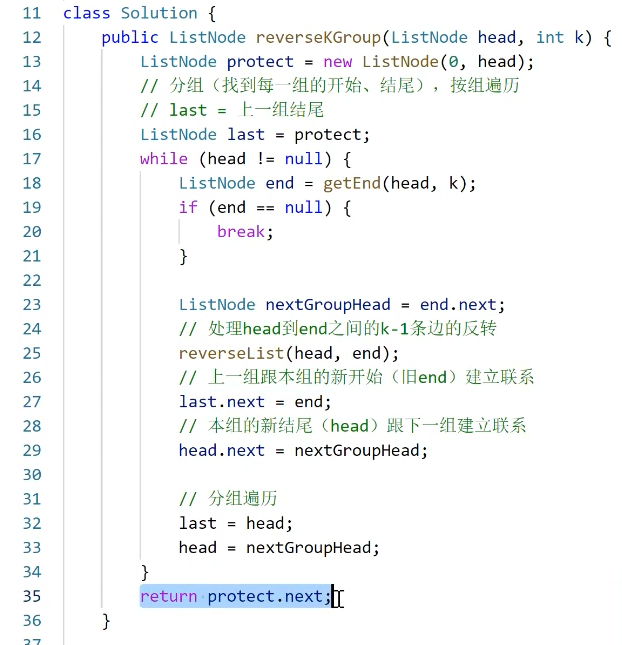 11 class Solution {
12 public ListNode reverseKGroup(ListNode head, int k) {
13 ListNode protect = new ListNode(0, head);
14 // 分组（找到每一组的开始、结尾），按组遍历
15 // last = 上一组结尾
16 ListNode last = protect;
17 while (head != null) {
18 ListNode end = getEnd(head, k);
19 if (end == null) {
20 break;
21 }
22
23 ListNode nextGroupHead = end.next;
24 // 处理head到end之间的k-1条边的反转
25 reverseList(head, end);
26 // 上一组跟本组的新开始（旧end）建立联系
27 last.next = end;
28 // 本组的新结尾（head）跟下一组建立联系
29 head.next = nextGroupHead;
30
31 // 分组遍历
32 last = head;
33 head = nextGroupHead;
34 }
35 return protect.next;
36 }
37